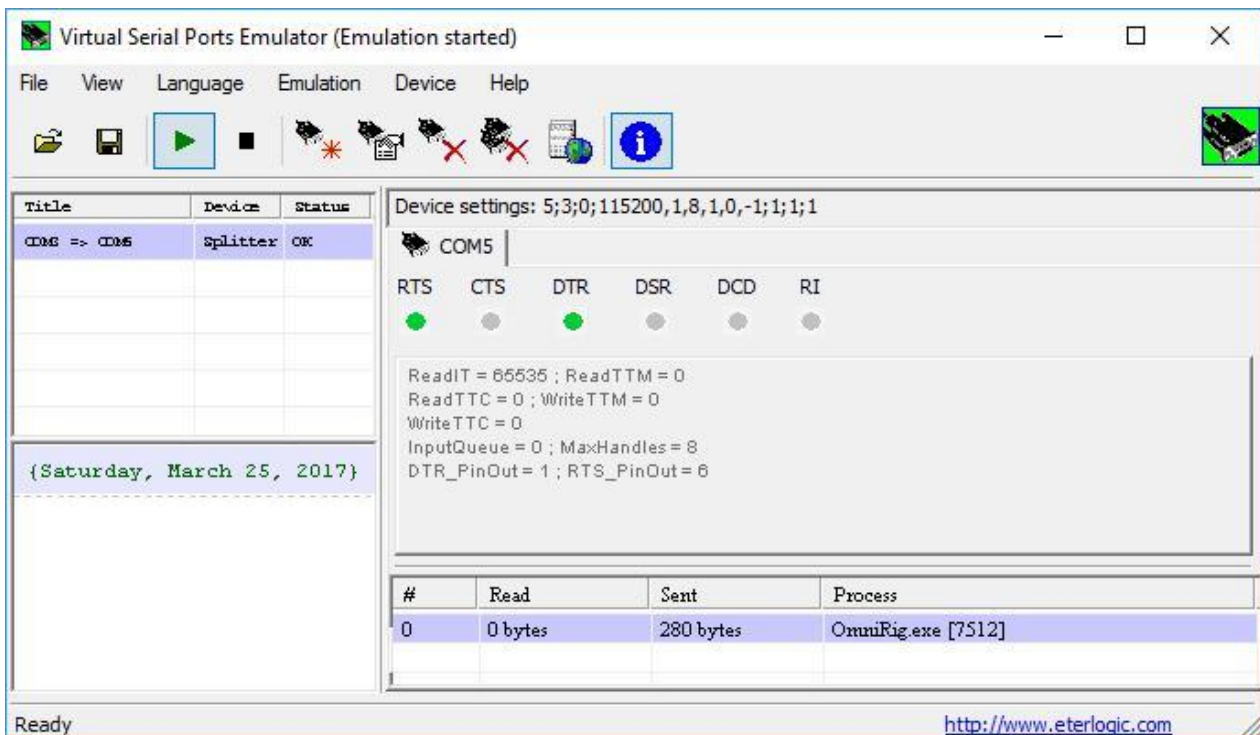 Virtual Serial Ports Emulator (Emulation started)
File View Language Emulation Device Help
Title Device Status
COM3 => COM5 Splitter OK
{Saturday, March 25, 2017}
Device settings: 5;3;0;115200,1,8,1,0,-1;1;1;1
COM5
RTS CTS DTR DSR DCD RI
ReadIT = 65535 ; ReadTTM = 0
ReadTTC = 0 ; WriteTTM = 0
WriteTTC = 0
InputQueue = 0 ; MaxHandles = 8
DTR_PinOut = 1 ; RTS_PinOut = 6
# Read Sent Process
0 0 bytes 280 bytes OmniRig.exe [7512]
Ready http://www.eterlogic.com